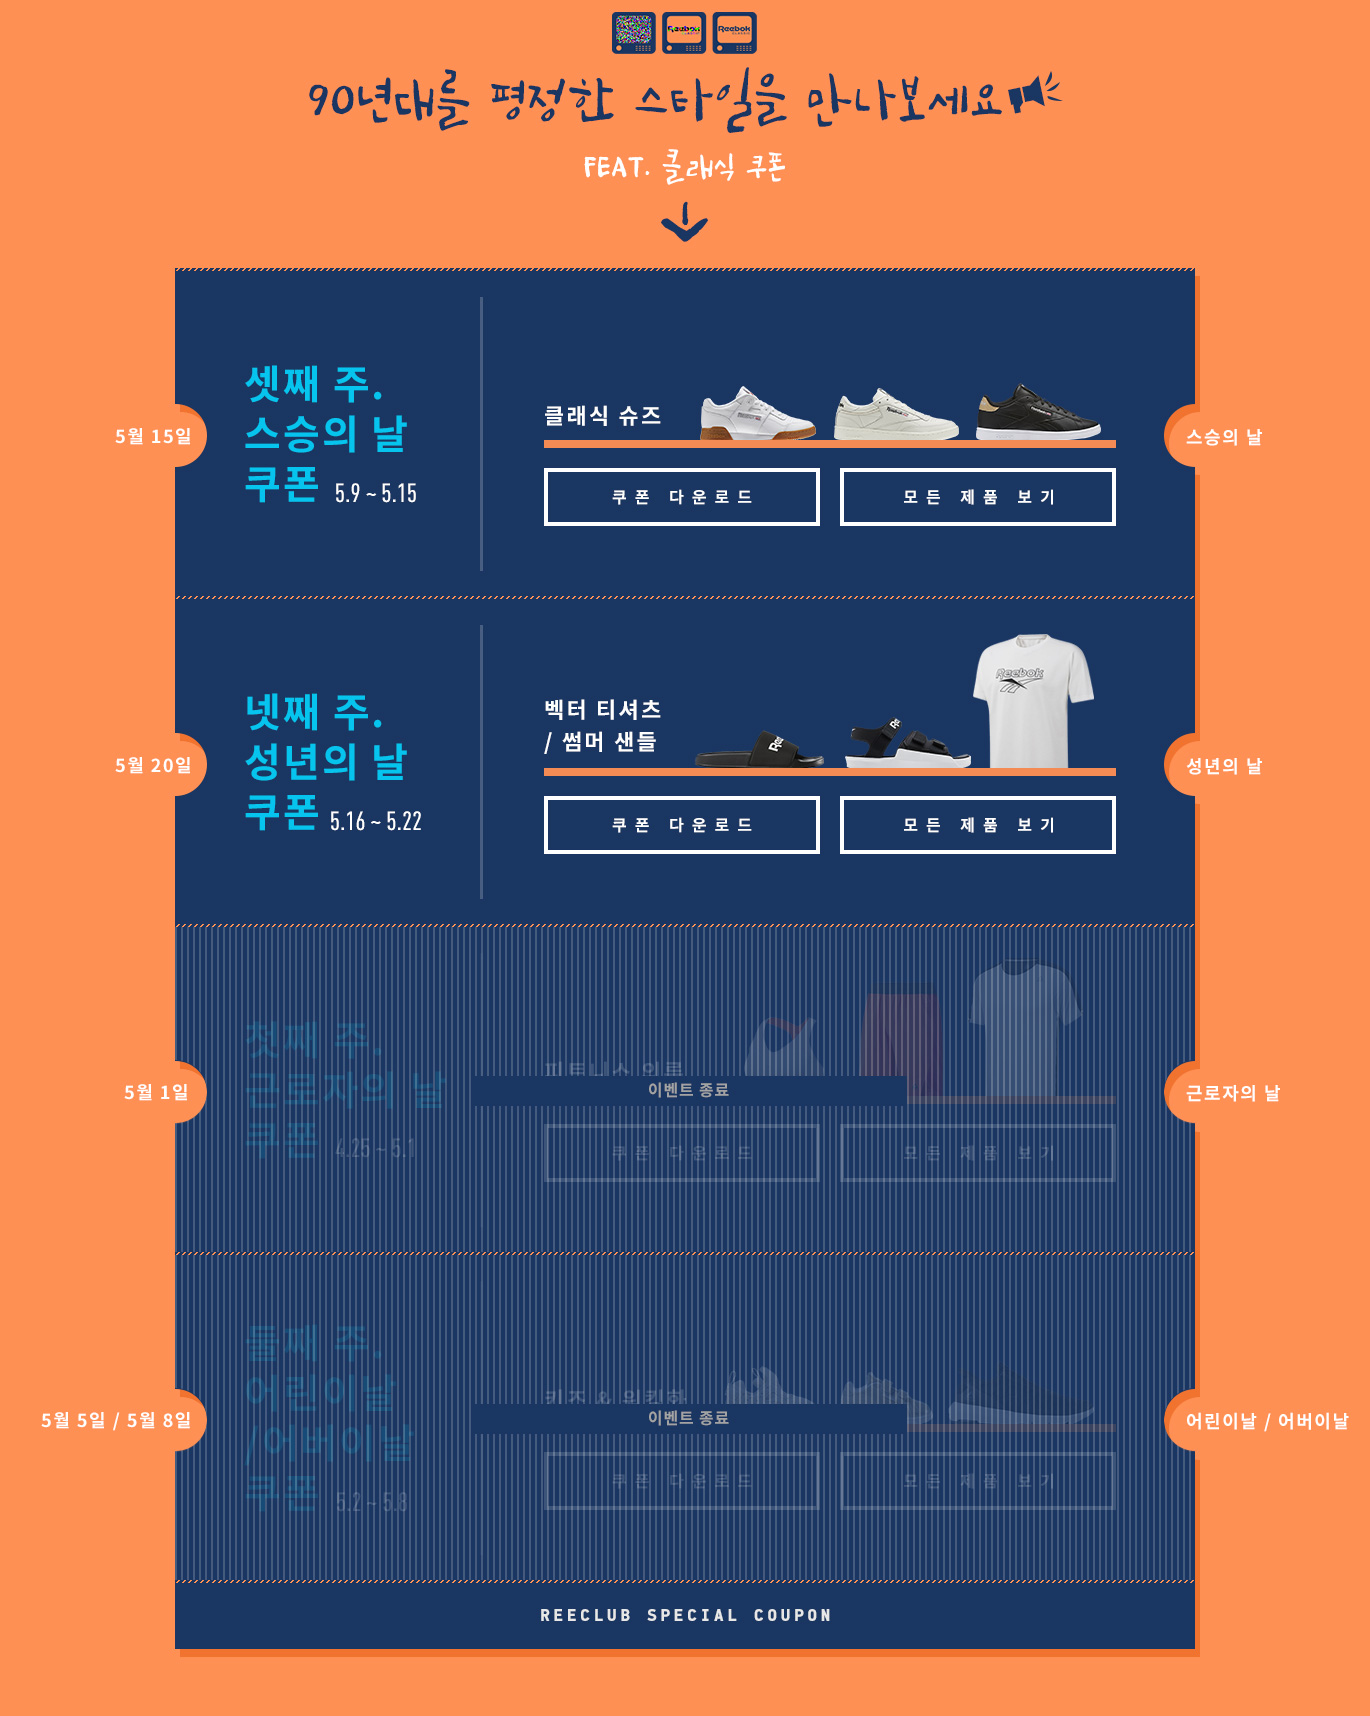 Reebok
90년대를 평정한 스타일을 만나보세요
FEAT. 클래식 쿠폰
셋째 주.
스승의 날
쿠폰 5.9 ~ 5.15
5월 15일
클래식 슈즈
스승의 날
쿠폰 다운로드
모든 제품 보기
넷째 주.
성년의 날
쿠폰 5.16 ~ 5.22
5월 20일
벡터 티셔츠
/ 썸머 샌들
Reebok
성년의 날
쿠폰 다운로드
모든 제품 보기
첫째 주.
근로자의 날
쿠폰 4.25 ~ 5.1
5월 1일
피트니스 의류
이벤트 종료
근로자의 날
쿠폰 다운로드
모든 제품 보기
둘째 주.
어린이날
/어버이날
쿠폰 5.2 ~ 5.8
5월 5일 / 5월 8일
키즈 & 워킹화
이벤트 종료
어린이날 / 어버이날
쿠폰 다운로드
모든 제품 보기
REECLUB SPECIAL COUPON